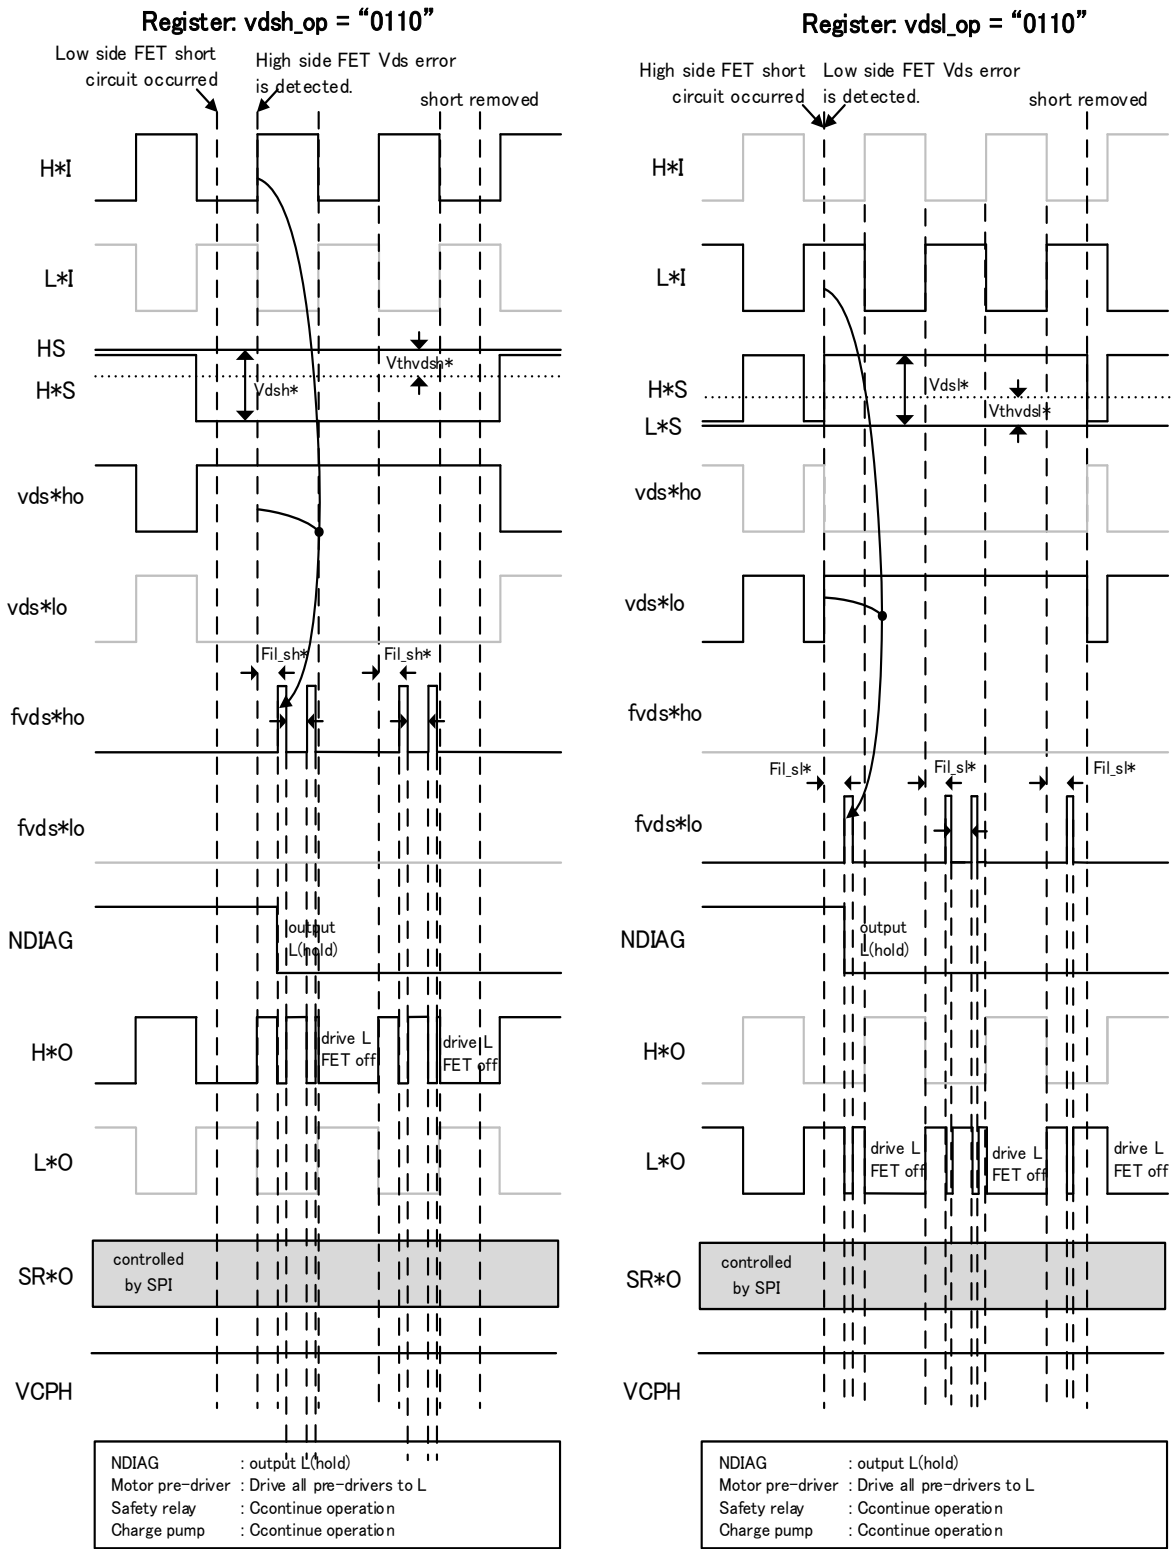 Register: vdsh_op = “0110”
Low side FET short
circuit occurred
High side FET Vds error
is detected.
short removed
H*I
L*I
HS
H*S
Vthvdsh*
Vdsh*
vds*ho
vds*lo
Fil_sh*
Fil_sh*
fvds*ho
fvds*lo
NDIAG
output
L(hold)
H*O
drive L
FET off
drive L
FET off
L*O
SR*O
controlled
by SPI
VCPH
NDIAG : output L(hold)
Motor pre-driver : Drive all pre-drivers to L
Safety relay : Ccontinue operation
Charge pump : Ccontinue operation
Register: vdsl_op = “0110”
High side FET short
circuit occurred
Low side FET Vds error
is detected.
short removed
H*I
L*I
H*S
L*S
Vdsl*
Vthvdsl*
vds*ho
vds*lo
fvds*ho
Fil_sl*
Fil_sl*
Fil_sl*
fvds*lo
NDIAG
output
L(hold)
H*O
L*O
drive L
FET off
drive L
FET off
drive L
FET off
SR*O
controlled
by SPI
VCPH
NDIAG : output L(hold)
Motor pre-driver : Drive all pre-drivers to L
Safety relay : Ccontinue operation
Charge pump : Ccontinue operation